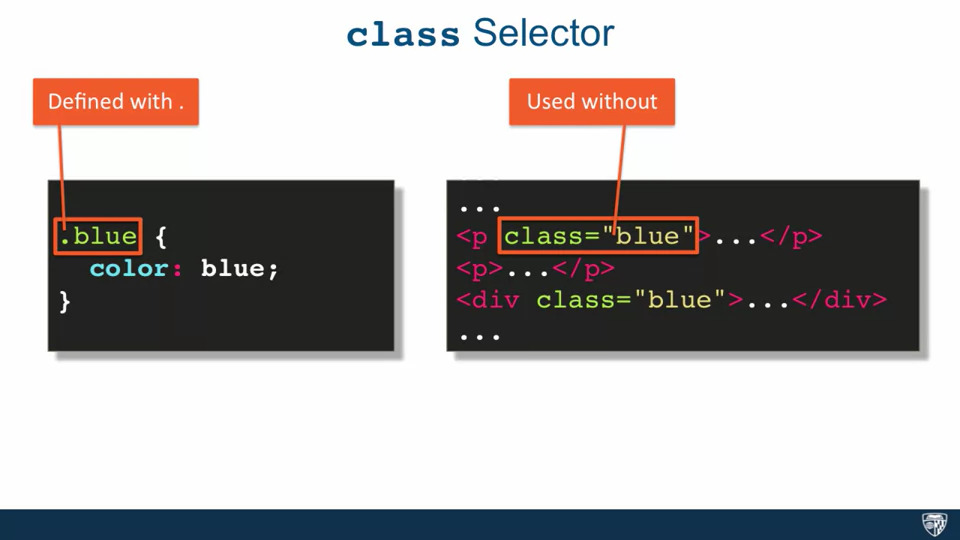 class Selector
Defined with .
Used without
.blue {
color: blue;
}
...
<p class="blue">...</p>
<p>...</p>
<div class="blue">...</div>
...